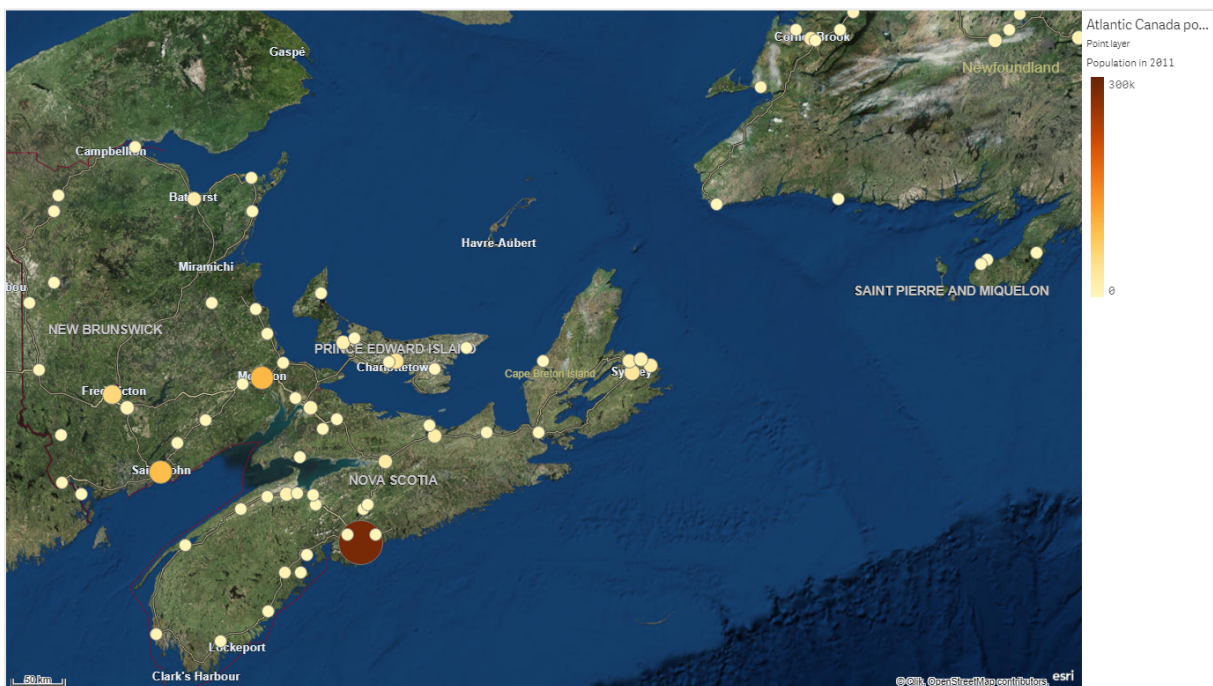 Gaspé
Corner Brook
Newfoundland
Campbellton
Bathurst
Havre-Aubert
Miramichi
bou
SAINT PIERRE AND MIQUELON
NEW BRUNSWICK
PRINCE EDWARD ISLAND
Charlottetown
Cape Breton Island
Sydney
Moncton
Fredericton
Saint John
NOVA SCOTIA
Lockeport
Clark's Harbour
50 km
© Qlik, OpenStreetMap contributors,
esri
Atlantic Canada po...
Point layer
Population in 2011
300k
0